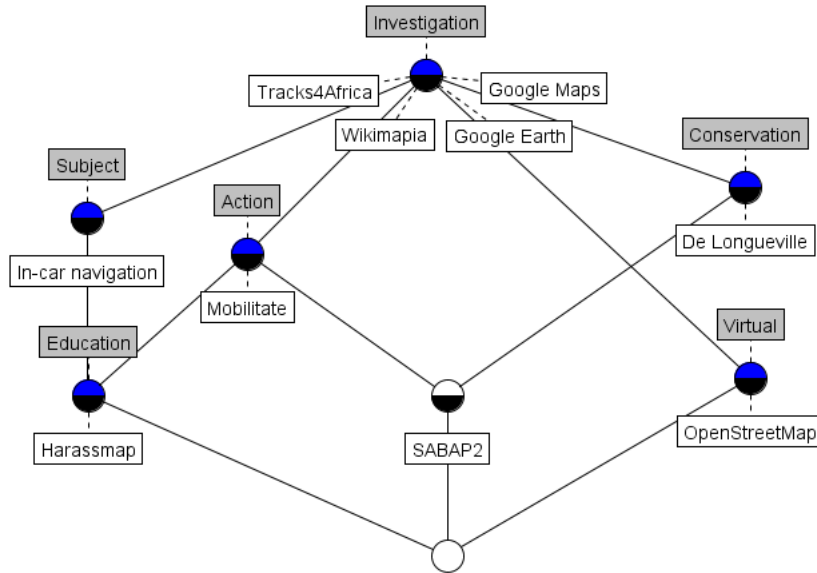 Investigation
Tracks4Africa
Google Maps
Wikimapia
Google Earth
Conservation
Subject
Action
De Longueville
In-car navigation
Mobilitate
Virtual
Education
OpenStreetMap
Harassmap
SABAP2